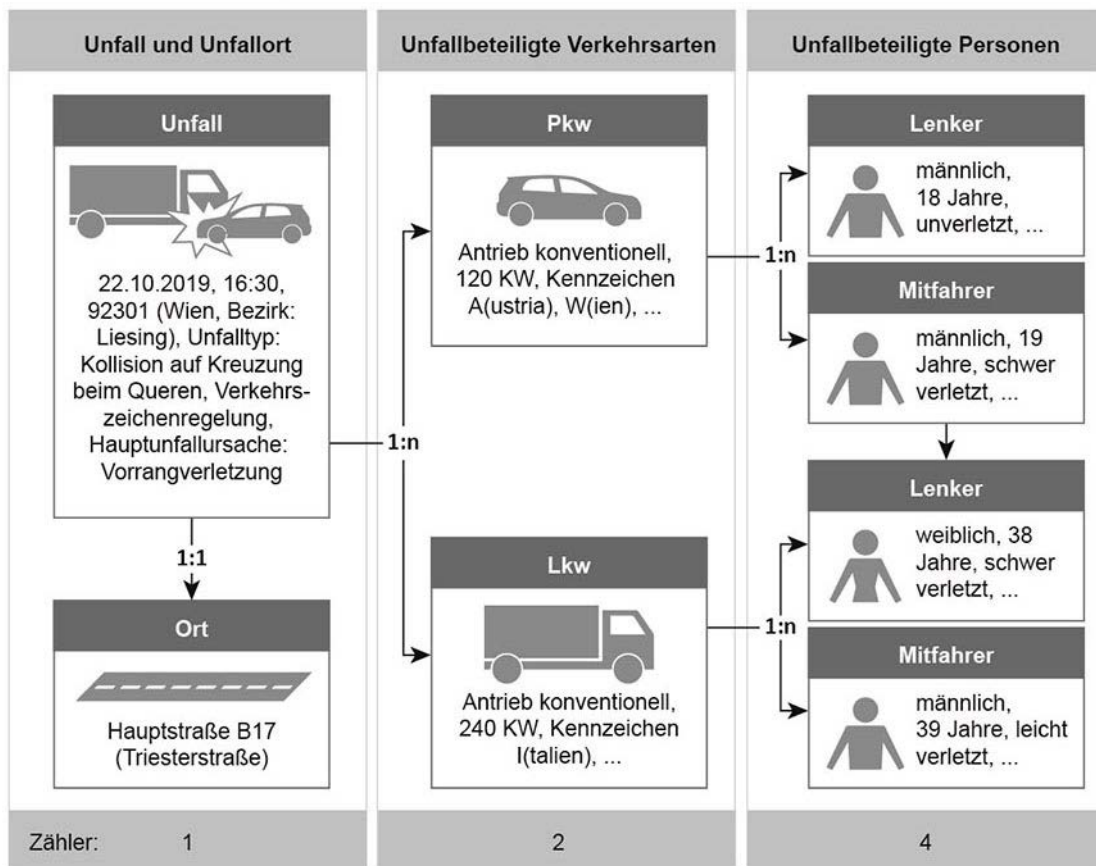 Unfall und Unfallort
Unfall
22.10.2019, 16:30,
92301 (Wien, Bezirk:
Liesing), Unfalltyp:
Kollision auf Kreuzung
beim Queren, Verkehrs-
zeichenregelung,
Hauptunfallursache:
Vorrangverletzung
1:1
Ort
Hauptstraße B17
(Triesterstraße)
Zähler: 1
Unfallbeteiligte Verkehrsarten
1:n
Pkw
Antrieb konventionell,
120 KW, Kennzeichen
A(ustria), W(ien), ...
Lkw
Antrieb konventionell,
240 KW, Kennzeichen
I(talien), ...
2
Unfallbeteiligte Personen
1:n
Lenker
männlich,
18 Jahre,
unverletzt, ...
Mitfahrer
männlich, 19
Jahre, schwer
verletzt, ...
1:n
Lenker
weiblich, 38
Jahre, schwer
verletzt, ...
Mitfahrer
männlich,
39 Jahre, leicht
verletzt, ...
4